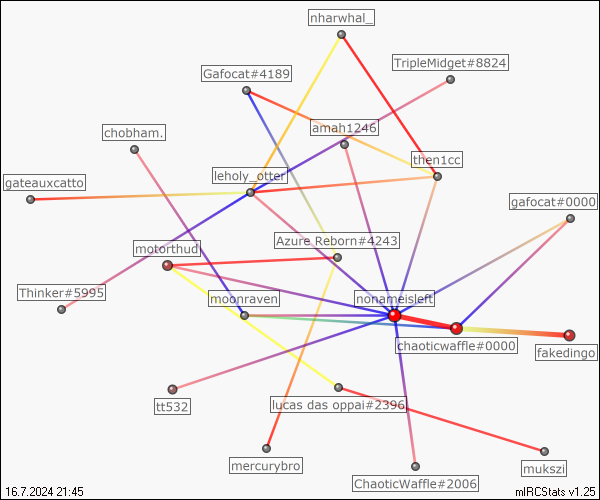 nharwhal_
TripleMidget#8824
Gafocat#4189
amah1246
chobham.
then1cc
leholy_otter
gateauxcatto
gafocat#0000
Azure Reborn#4243
motorthud
Thinker#5995
moonraven
nonameisleft
chaoticwaffle#0000
fakedingo
tt532
lucas das oppai#2396
mercurybro
mukszi
ChaoticWaffle#2006
16.7.2024 21:45
mIRCStats v1.25